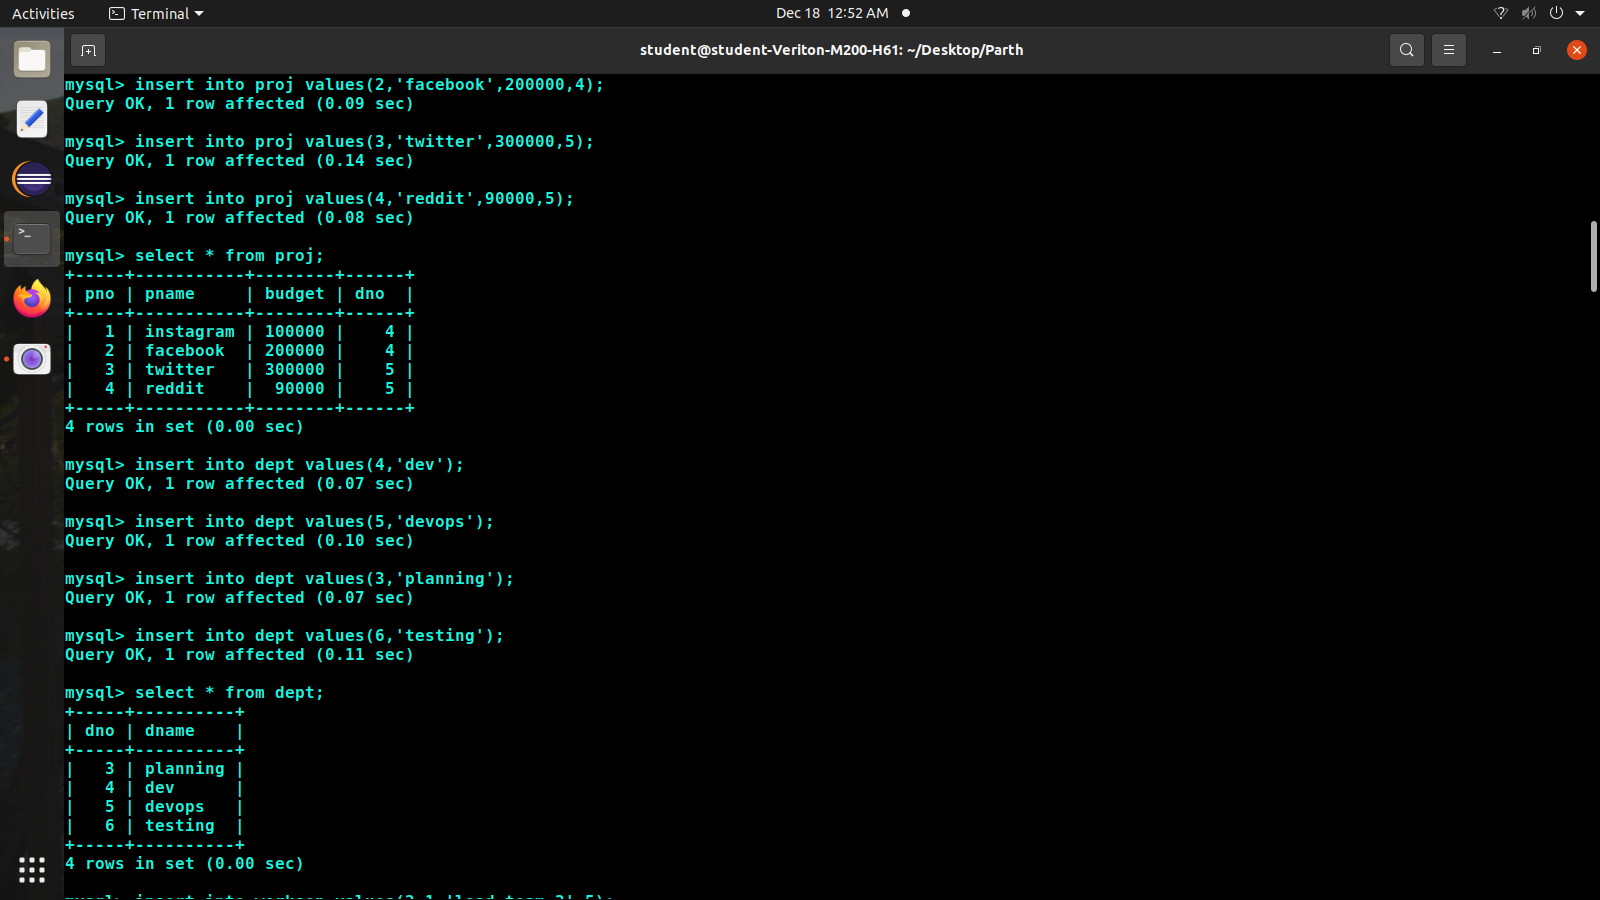 Activities Terminal Dec 18 12:52 AM
student@student-Veriton-M200-H61: ~/Desktop/Parth
mysql> insert into proj values(2,'facebook',200000,4);
Query OK, 1 row affected (0.09 sec)
mysql> insert into proj values(3,'twitter',300000,5);
Query OK, 1 row affected (0.14 sec)
mysql> insert into proj values(4,'reddit',90000,5);
Query OK, 1 row affected (0.08 sec)
mysql> select * from proj;
+-----+-----------+--------+------+
| pno | pname     | budget | dno  |
+-----+-----------+--------+------+
|   1 | instagram | 100000 |    4 |
|   2 | facebook  | 200000 |    4 |
|   3 | twitter   | 300000 |    5 |
|   4 | reddit    |  90000 |    5 |
+-----+-----------+--------+------+
4 rows in set (0.00 sec)
mysql> insert into dept values(4,'dev');
Query OK, 1 row affected (0.07 sec)
mysql> insert into dept values(5,'devops');
Query OK, 1 row affected (0.10 sec)
mysql> insert into dept values(3,'planning');
Query OK, 1 row affected (0.07 sec)
mysql> insert into dept values(6,'testing');
Query OK, 1 row affected (0.11 sec)
mysql> select * from dept;
+-----+----------+
| dno | dname    |
+-----+----------+
|   3 | planning |
|   4 | dev      |
|   5 | devops   |
|   6 | testing  |
+-----+----------+
4 rows in set (0.00 sec)
mysql> insert into